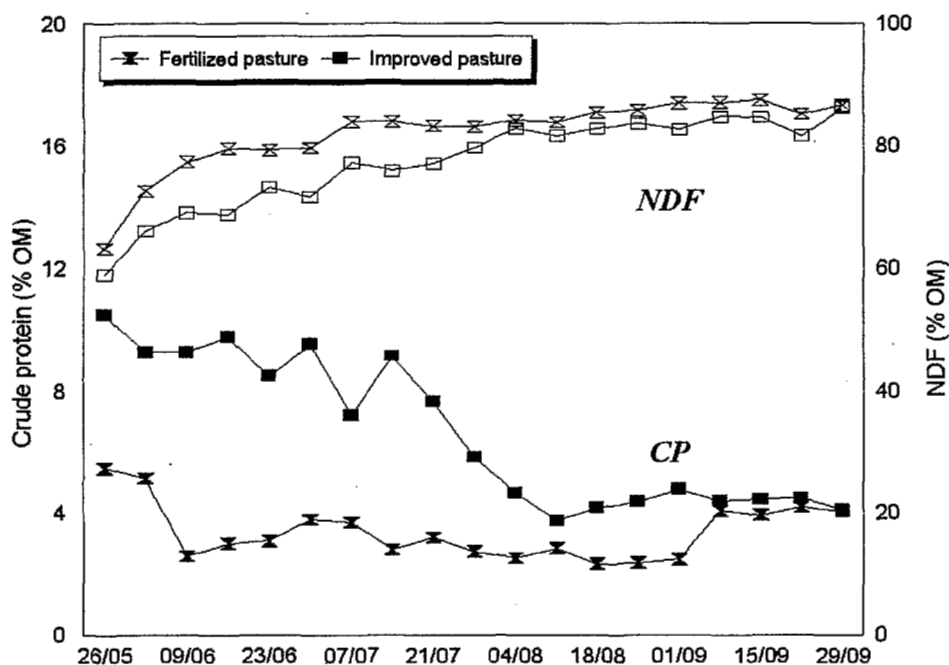 Fertilized pasture
Improved pasture
Crude protein (% OM)
20
16
12
8
4
0
NDF
CP
100
80
60
40
20
0
NDF (% OM)
26/05 09/06 23/06 07/07 21/07 04/08 18/08 01/09 15/09 29/09